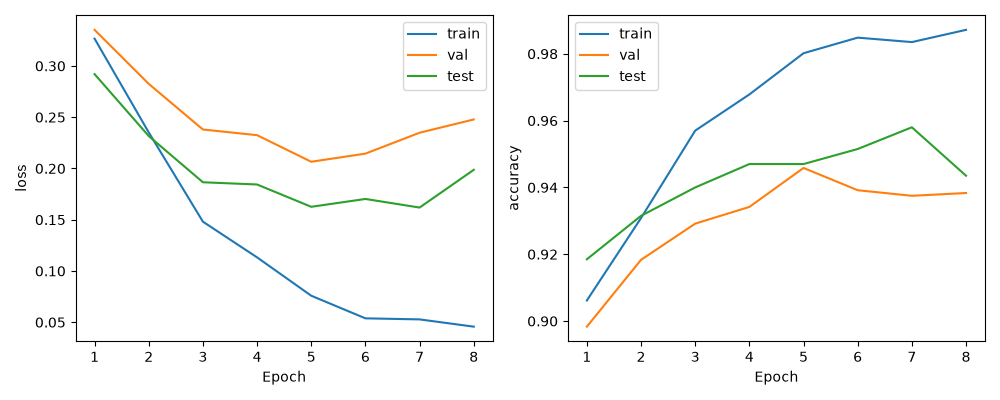 loss
0.30
0.25
0.20
0.15
0.10
0.05
1 2 3 4 5 6 7 8
Epoch
train
val
test
accuracy
0.98
0.96
0.94
0.92
0.90
1 2 3 4 5 6 7 8
Epoch
train
val
test